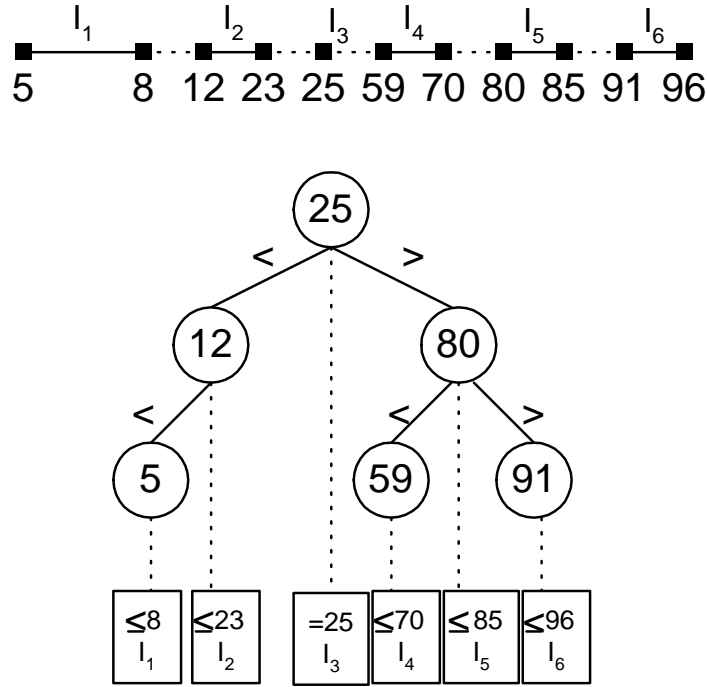 I₁ I₂ I₃ I₄ I₅ I₆
5 8 12 23 25 59 70 80 85 91 96
25
< >
12 80
< < >
5 59 91
≤8 ≤23 =25 ≤70 ≤85 ≤96
I₁ I₂ I₃ I₄ I₅ I₆